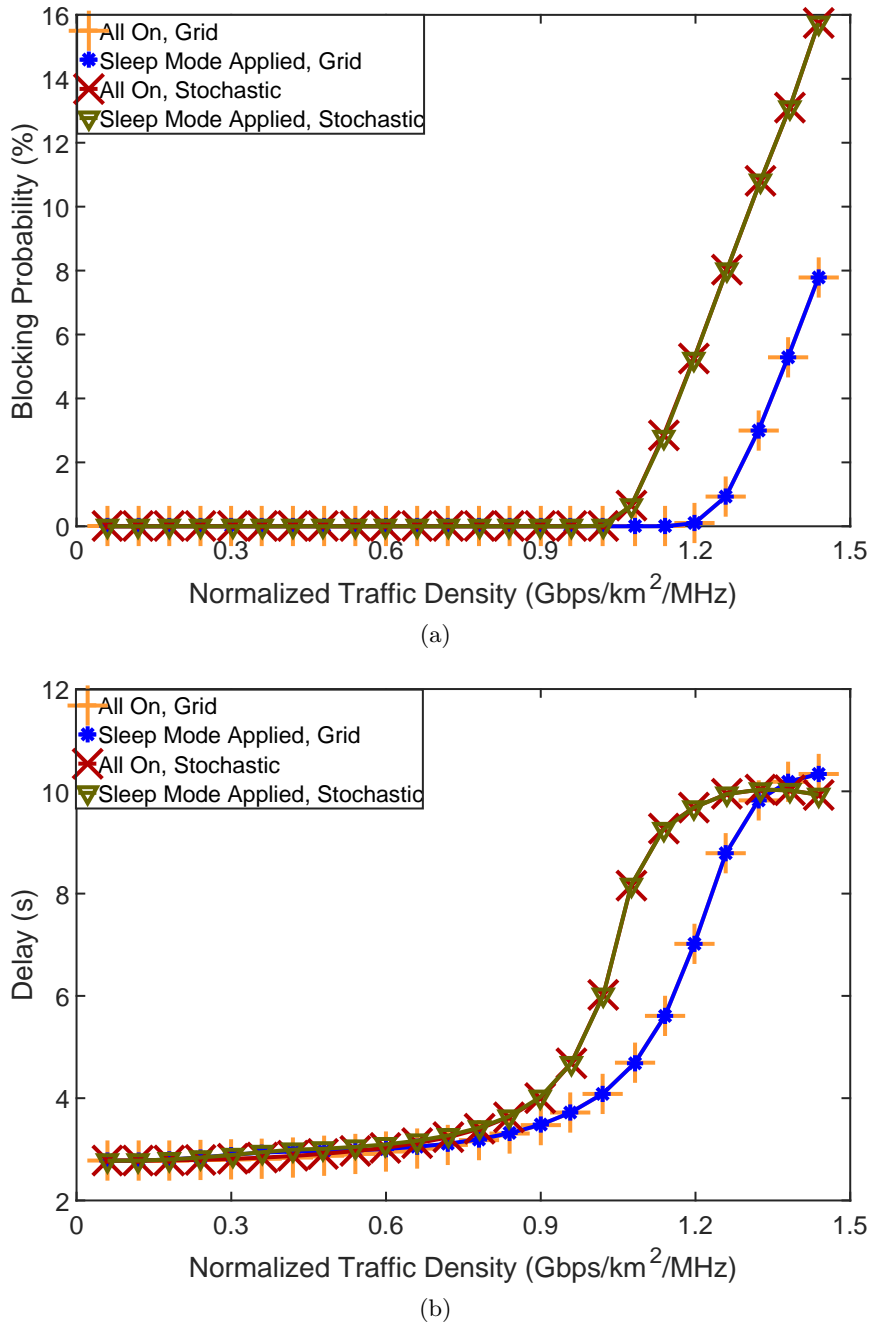 16
14
12
10
8
6
4
2
0
Blocking Probability (%)
All On, Grid
Sleep Mode Applied, Grid
All On, Stochastic
Sleep Mode Applied, Stochastic
0 0.3 0.6 0.9 1.2 1.5
Normalized Traffic Density (Gbps/km²/MHz)
(a)
12
10
8
6
4
2
Delay (s)
All On, Grid
Sleep Mode Applied, Grid
All On, Stochastic
Sleep Mode Applied, Stochastic
0 0.3 0.6 0.9 1.2 1.5
Normalized Traffic Density (Gbps/km²/MHz)
(b)